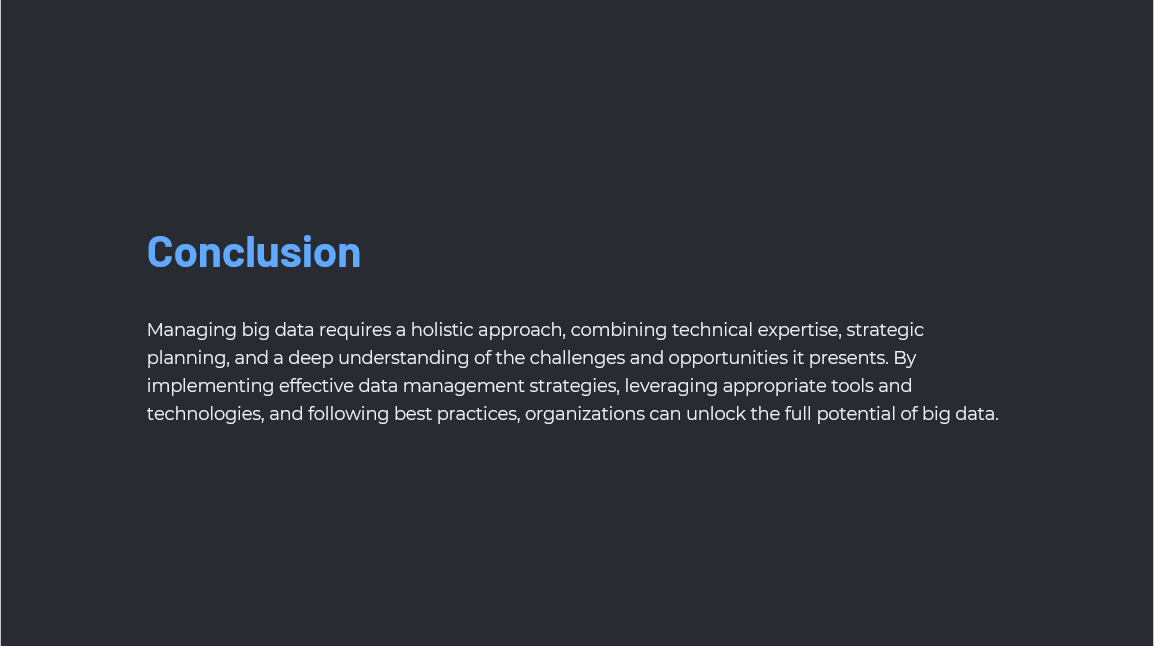 Conclusion
Managing big data requires a holistic approach, combining technical expertise, strategic
planning, and a deep understanding of the challenges and opportunities it presents. By
implementing effective data management strategies, leveraging appropriate tools and
technologies, and following best practices, organizations can unlock the full potential of big data.